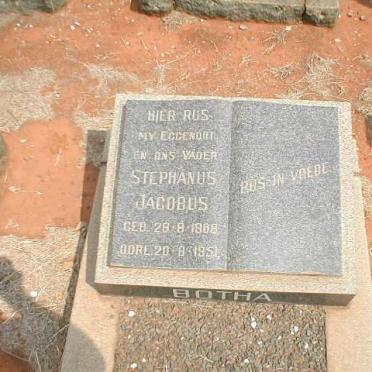 HIER RUS
MY EGGENOOT
EN ONS VADER
STEPHANUS
JACOBUS
GEB. 28-8-1908
OORL. 20-8-1951
RUS IN VREDE
BOTHA